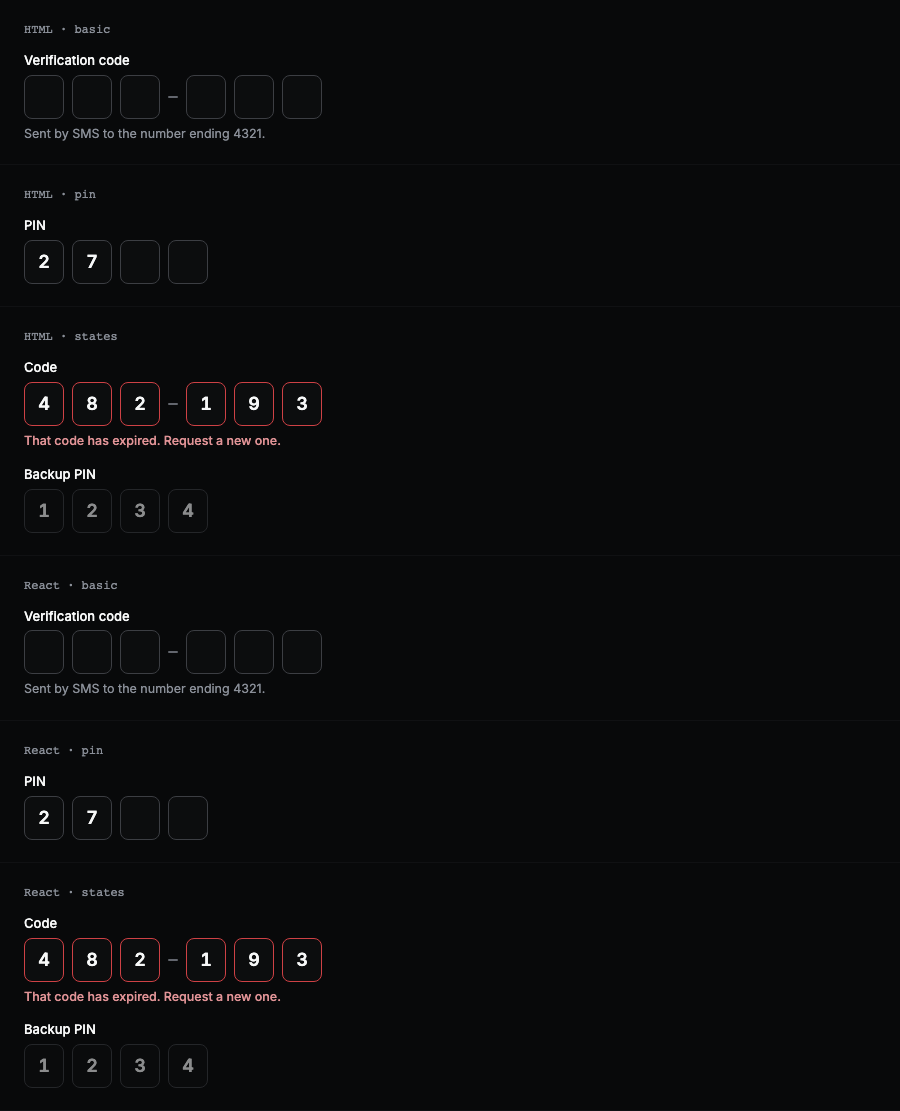 HTML · basic
Verification code
–
Sent by SMS to the number ending 4321.
HTML · pin
PIN
2 7
HTML · states
Code
4 8 2 – 1 9 3
That code has expired. Request a new one.
Backup PIN
1 2 3 4
React · basic
Verification code
–
Sent by SMS to the number ending 4321.
React · pin
PIN
2 7
React · states
Code
4 8 2 – 1 9 3
That code has expired. Request a new one.
Backup PIN
1 2 3 4